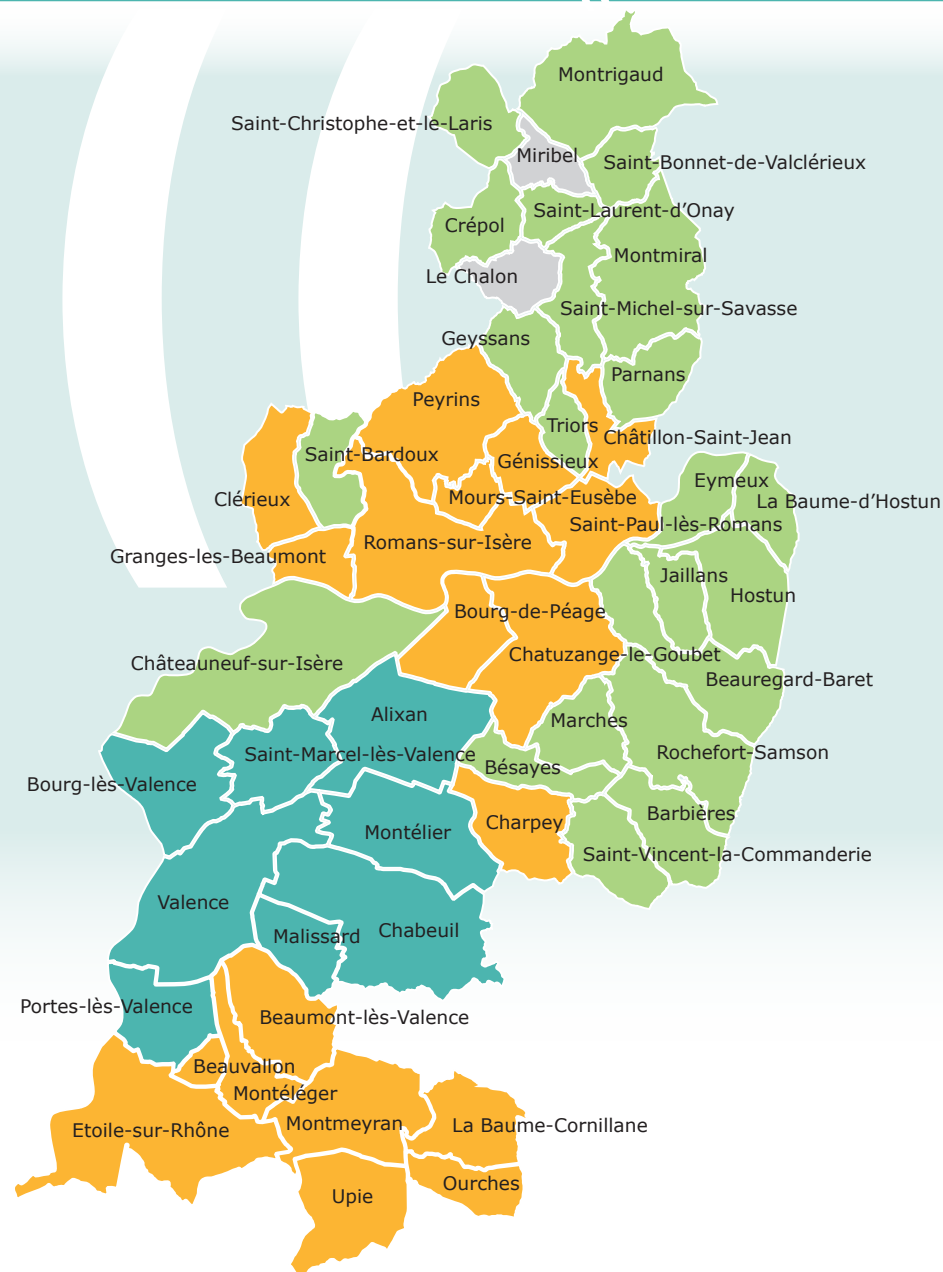 Montrigaud
Saint-Christophe-et-le-Laris
Miribel
Saint-Bonnet-de-Valclérieux
Saint-Laurent-d'Onay
Crépol
Montmiral
Le Chalon
Saint-Michel-sur-Savasse
Geyssans
Parnans
Peyrins
Triors
Châtillon-Saint-Jean
Saint-Bardoux
Génissieux
Eymeux
Clérieux
Mours-Saint-Eusèbe
La Baume-d'Hostun
Saint-Paul-lès-Romans
Romans-sur-Isère
Granges-les-Beaumont
Jaillans
Hostun
Bourg-de-Péage
Châteauneuf-sur-Isère
Chatuzange-le-Goubet
Beauregard-Baret
Alixan
Marches
Saint-Marcel-lès-Valence
Rochefort-Samson
Bésayes
Bourg-lès-Valence
Barbières
Charpey
Montélier
Saint-Vincent-la-Commanderie
Valence
Chabeuil
Malissard
Portes-lès-Valence
Beaumont-lès-Valence
Beauvallon
Montéléger
Montmeyran
La Baume-Cornillane
Etoile-sur-Rhône
Ourches
Upie